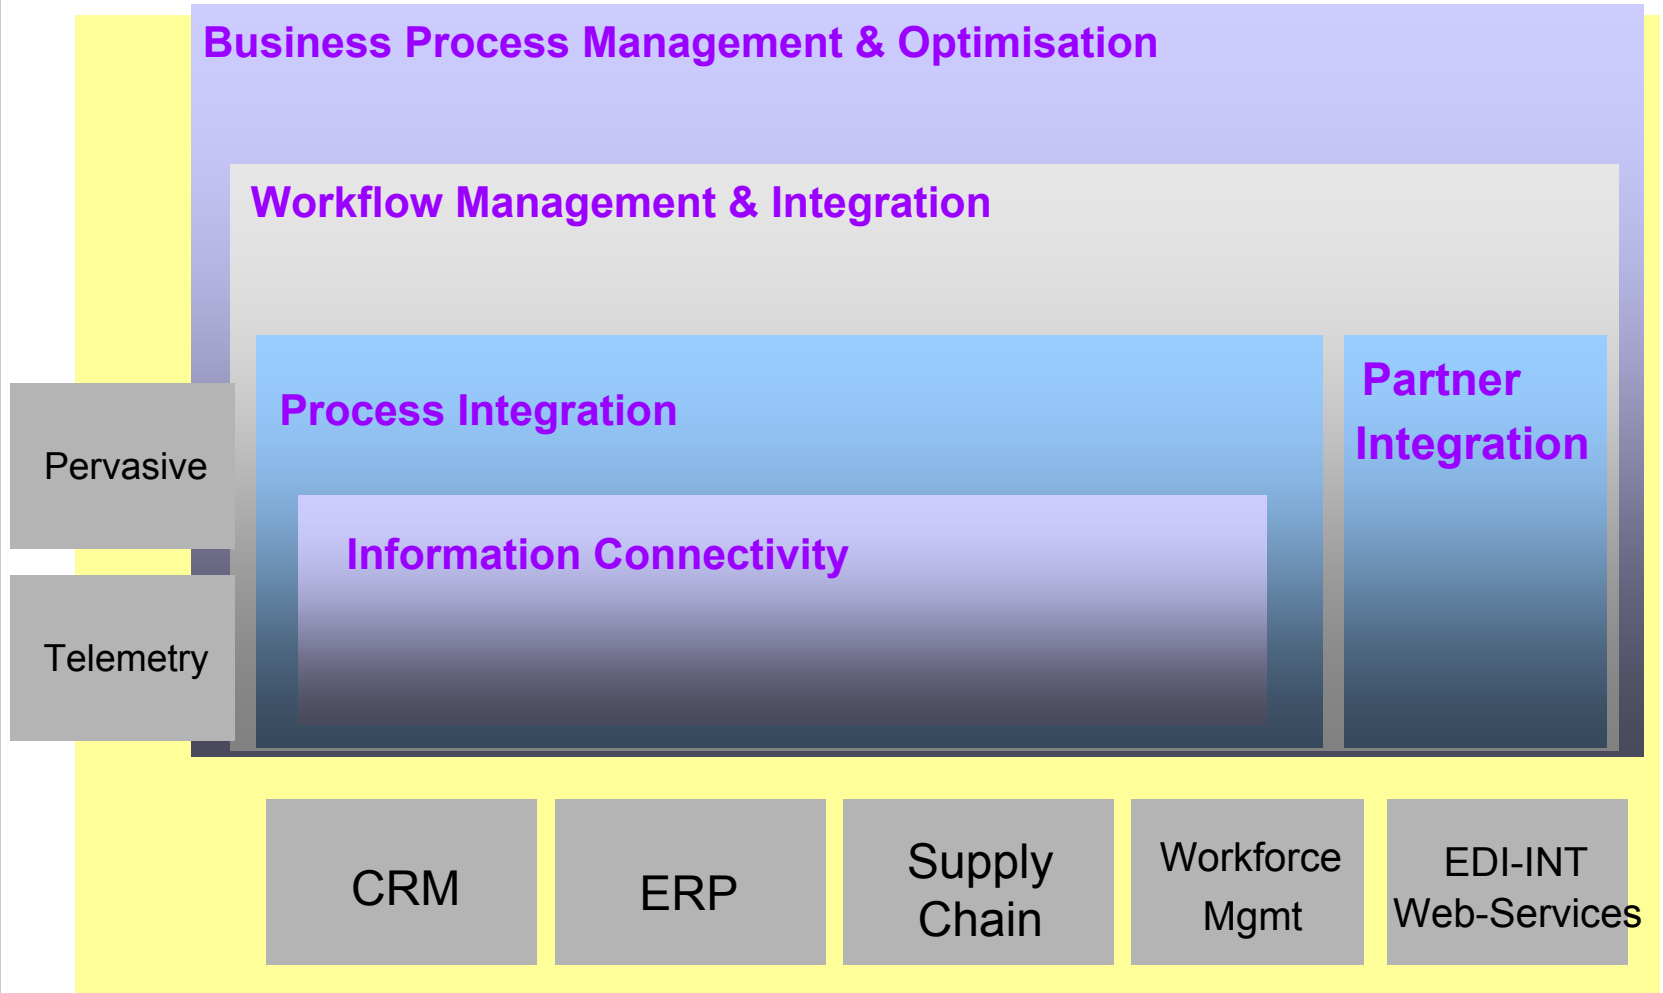 Business Process Management & Optimisation
Workflow Management & Integration
Process Integration
Partner
Integration
Information Connectivity
Pervasive
Telemetry
CRM
ERP
Supply
Chain
Workforce
Mgmt
EDI-INT
Web-Services